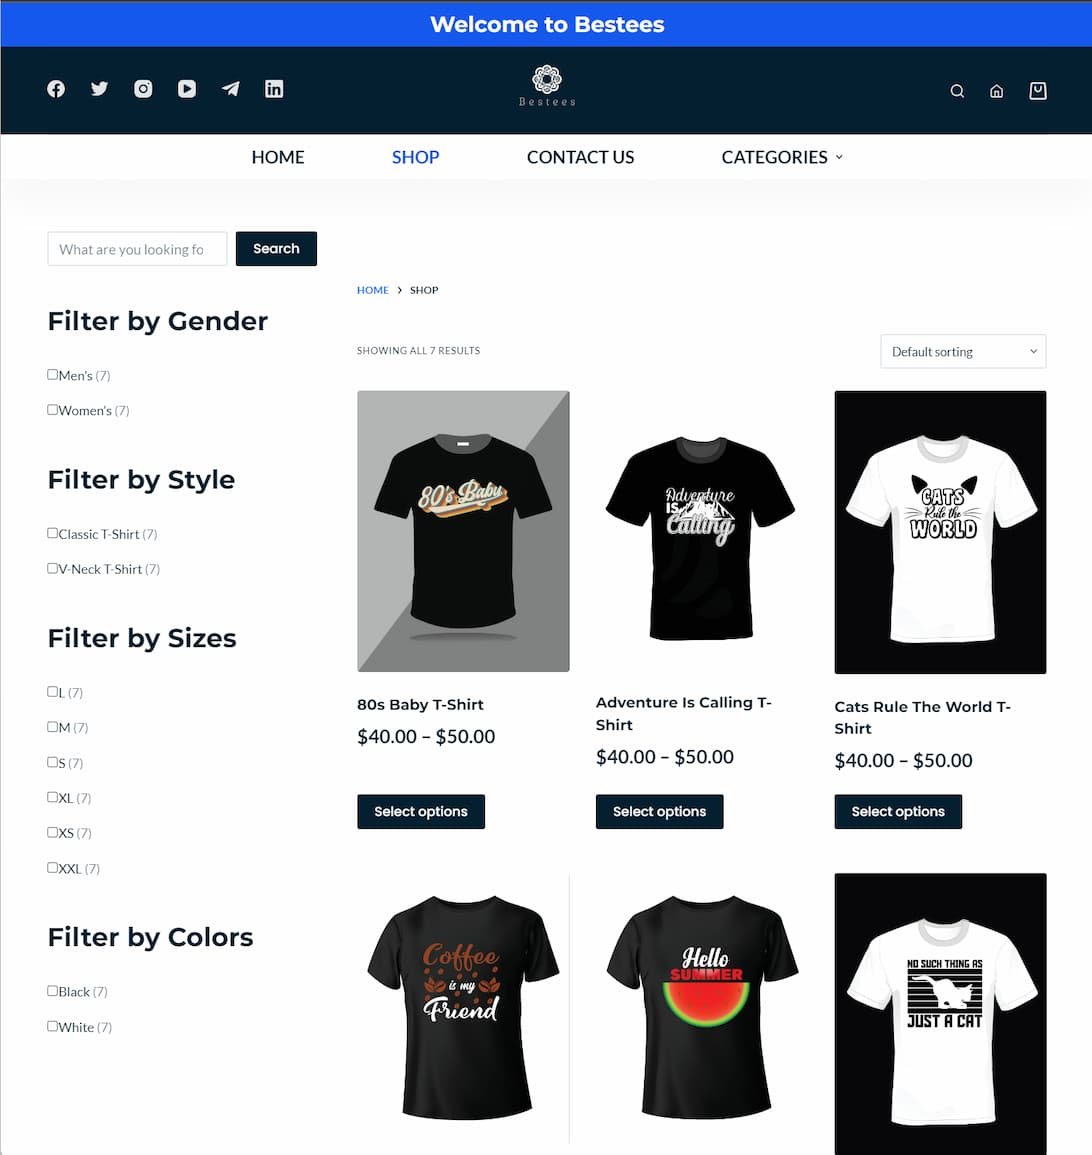 Welcome to Bestees
Bestees
HOME
SHOP
CONTACT US
CATEGORIES
What are you looking fo
Search
Filter by Gender
Men's (7)
Women's (7)
Filter by Style
Classic T-Shirt (7)
V-Neck T-Shirt (7)
Filter by Sizes
L (7)
M (7)
S (7)
XL (7)
XS (7)
XXL (7)
Filter by Colors
Black (7)
White (7)
HOME > SHOP
SHOWING ALL 7 RESULTS
Default sorting
80's Baby
80s Baby T-Shirt
$40.00 – $50.00
Select options
Adventure
IS
Calling
Adventure Is Calling T-
Shirt
$40.00 – $50.00
Select options
CATS
Rule the
WORLD
Cats Rule The World T-
Shirt
$40.00 – $50.00
Select options
Coffee
is my
Friend
Hello
SUMMER
NO SUCH THING AS
JUST A CAT